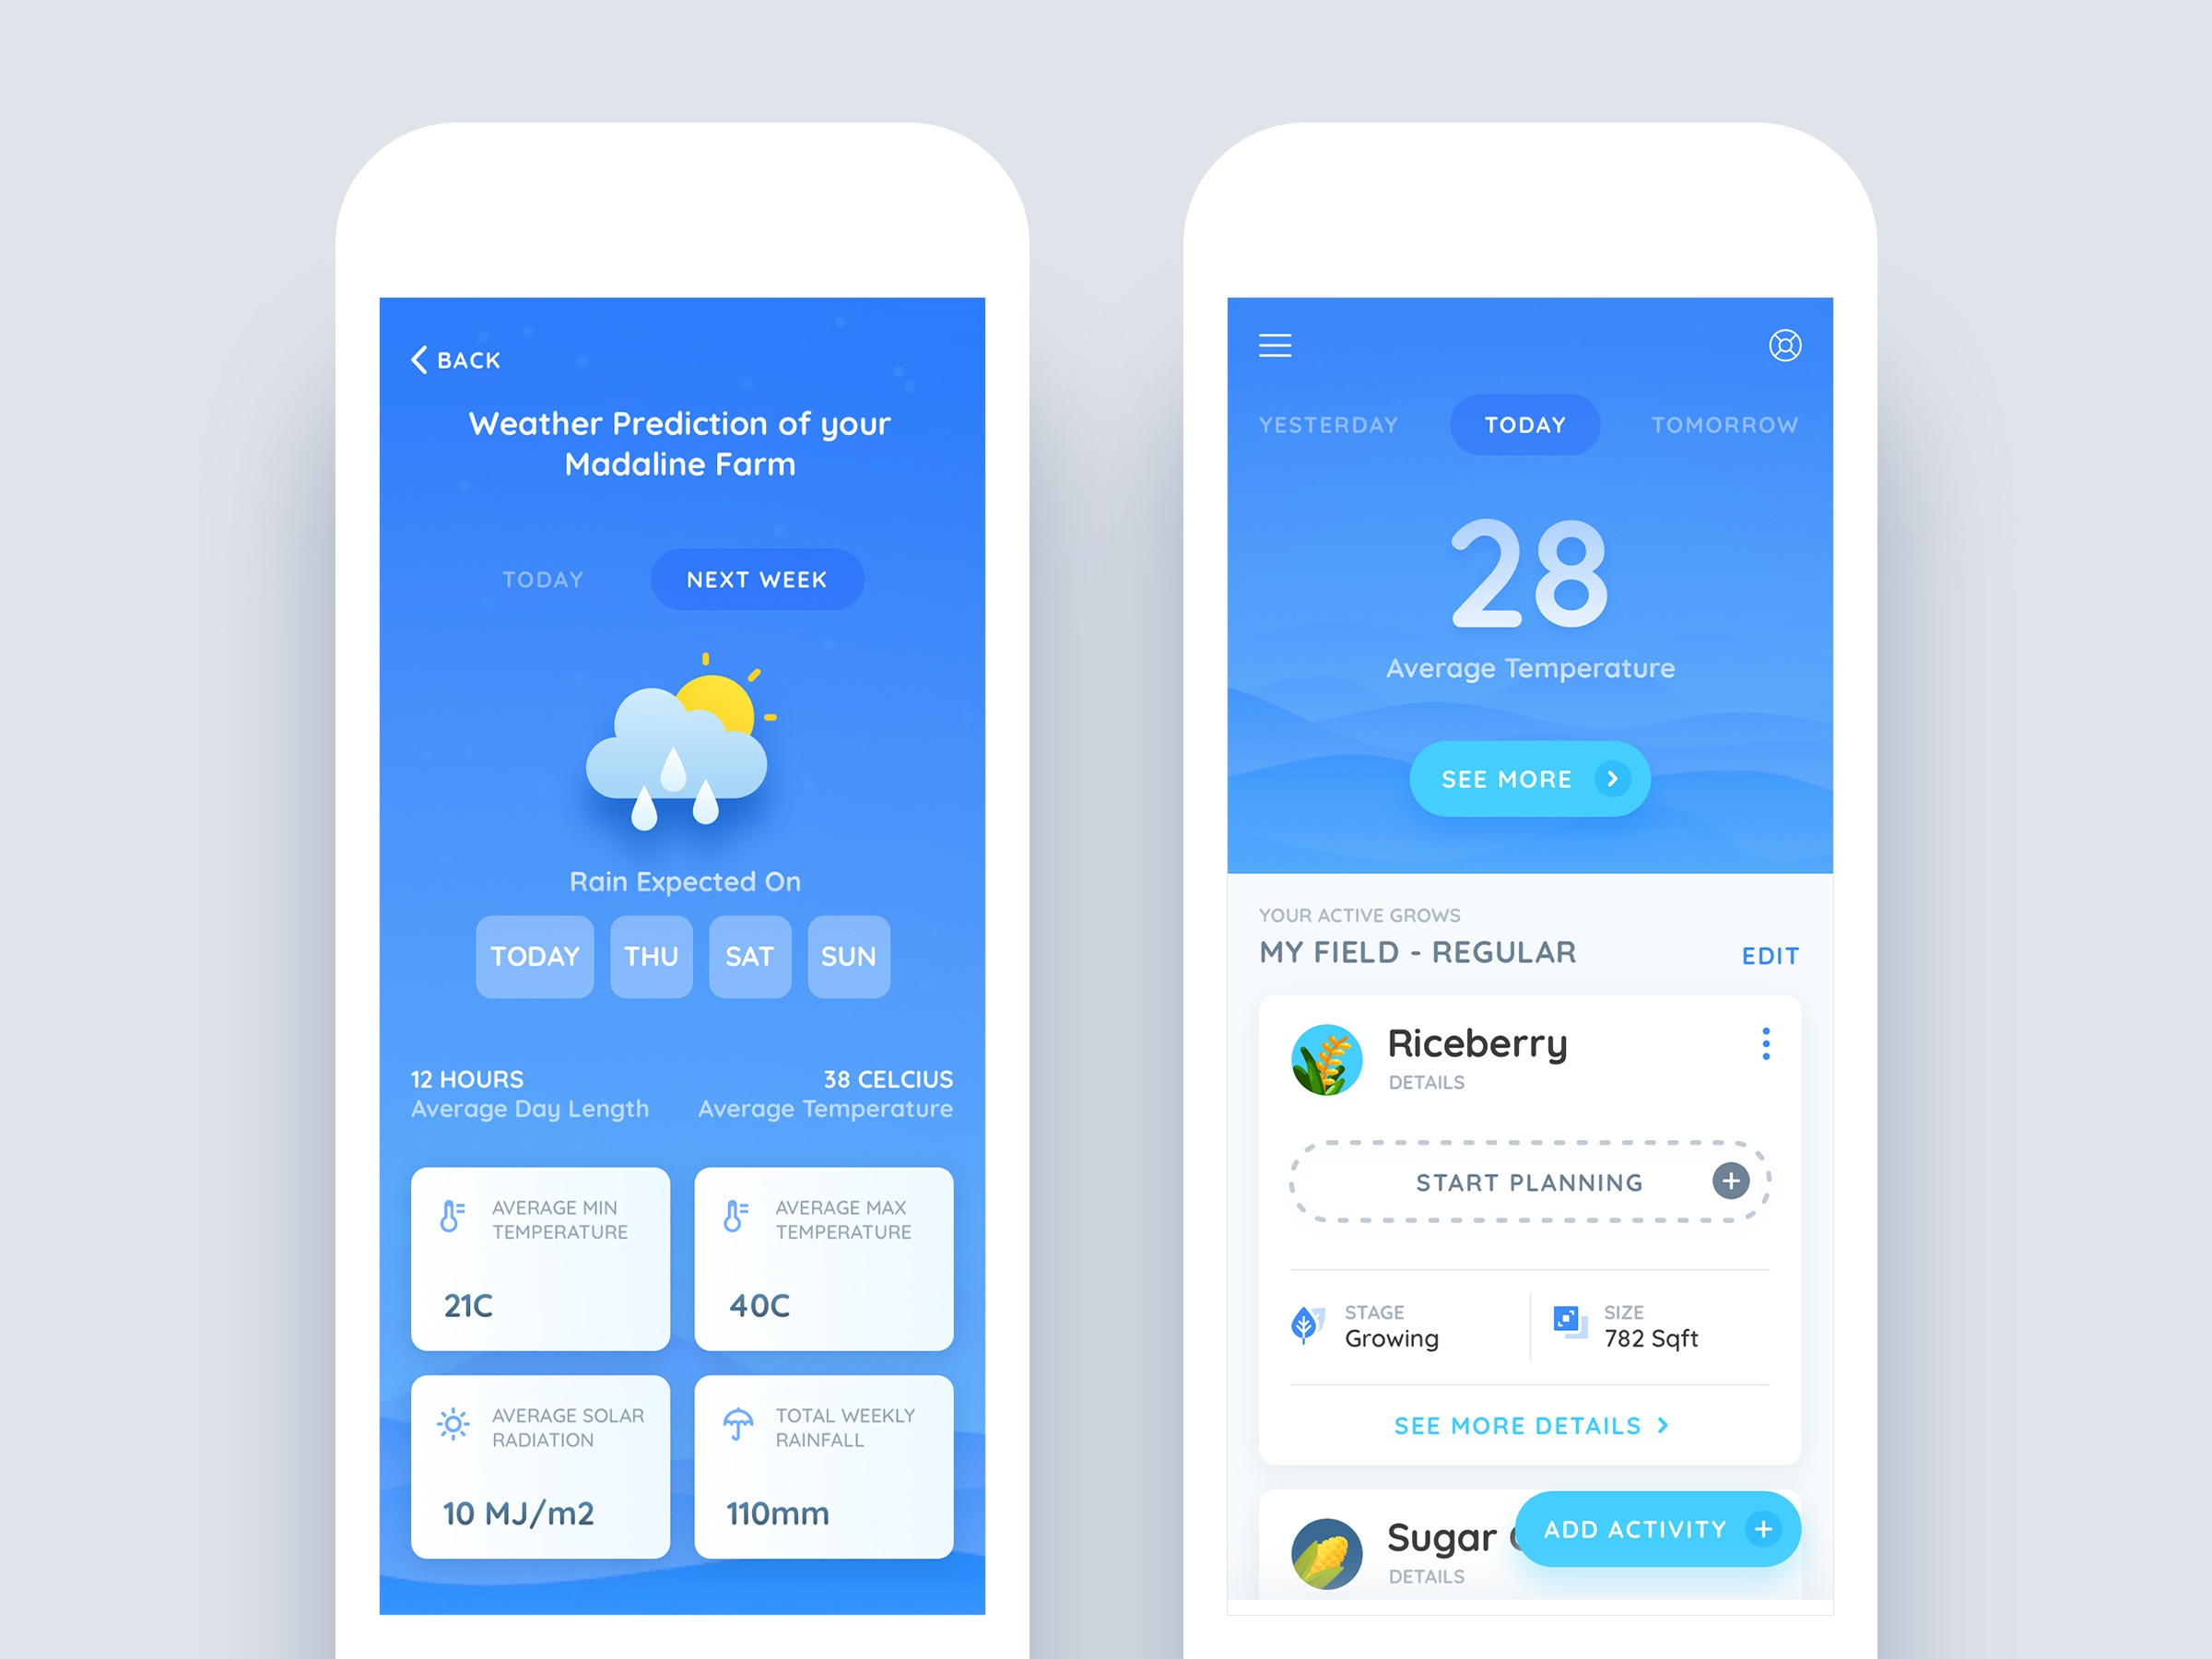 BACK
Weather Prediction of your
Madaline Farm
TODAY
NEXT WEEK
Rain Expected On
TODAY
THU
SAT
SUN
12 HOURS
Average Day Length
38 CELCIUS
Average Temperature
AVERAGE MIN
TEMPERATURE
21C
AVERAGE MAX
TEMPERATURE
40C
AVERAGE SOLAR
RADIATION
10 MJ/m2
TOTAL WEEKLY
RAINFALL
110mm
YESTERDAY
TODAY
TOMORROW
28
Average Temperature
SEE MORE
YOUR ACTIVE GROWS
MY FIELD - REGULAR
EDIT
Riceberry
DETAILS
START PLANNING
STAGE
Growing
SIZE
782 Sqft
SEE MORE DETAILS
Sugar
DETAILS
ADD ACTIVITY